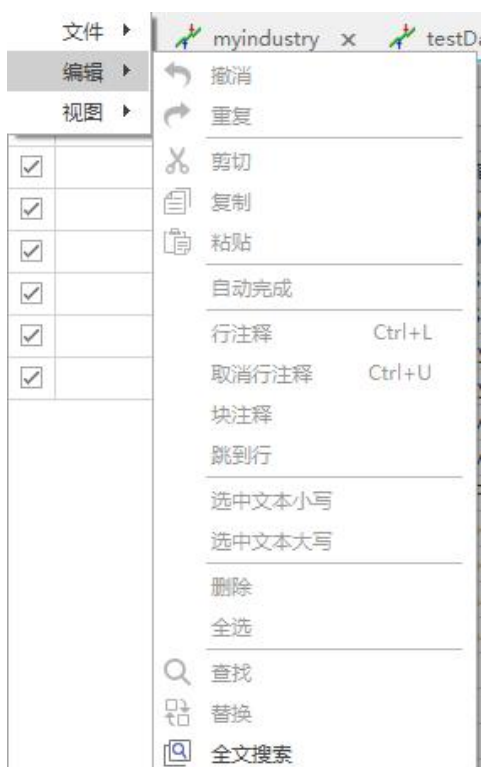 文件
myindustry
testDa
编辑
视图
撤消
重复
剪切
复制
粘贴
自动完成
行注释 Ctrl+L
取消行注释 Ctrl+U
块注释
跳到行
选中文本小写
选中文本大写
删除
全选
查找
替换
全文搜索